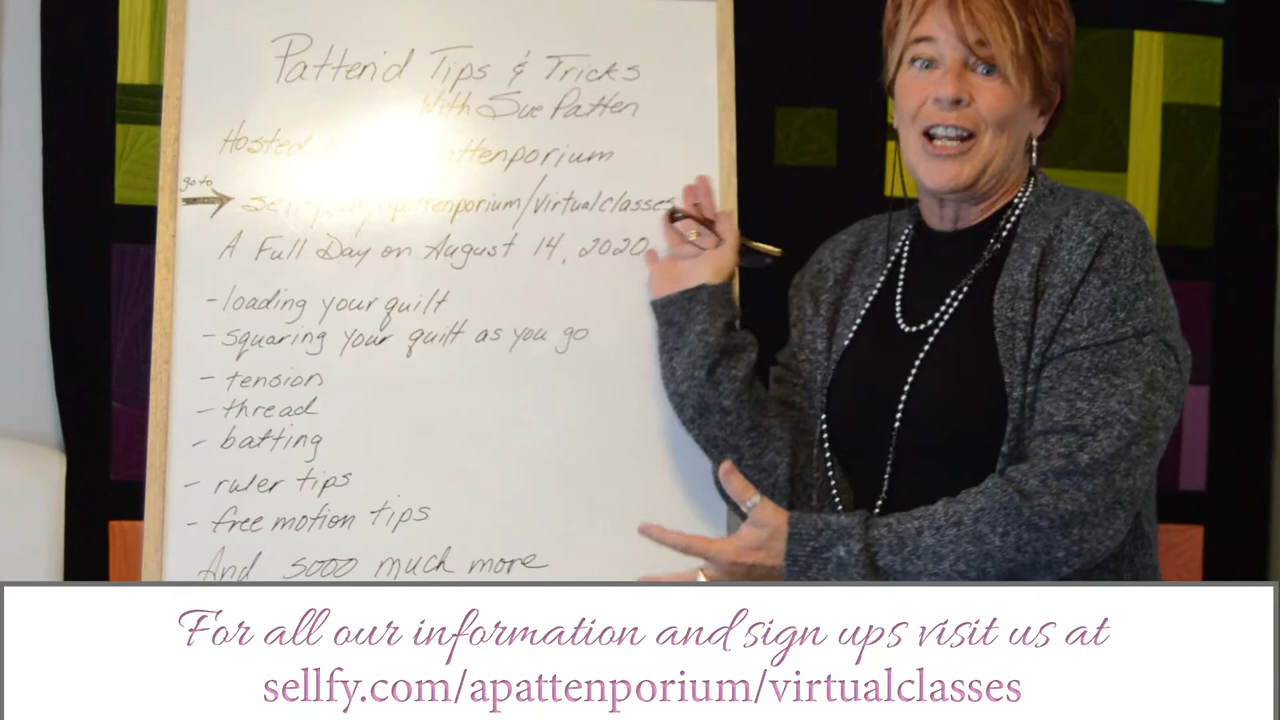 Patten'd Tips & Tricks
With Sue Patten
Hosted attenporium
go to
apattenporium/virtualclasses
A Full Day on August 14, 2020
- loading your quilt
- squaring your quilt as you go
- tension
- thread
- batting
- ruler tips
- free motion tips
And sooo much more
For all our information and sign ups visit us at
sellfy.com/apattenporium/virtualclasses